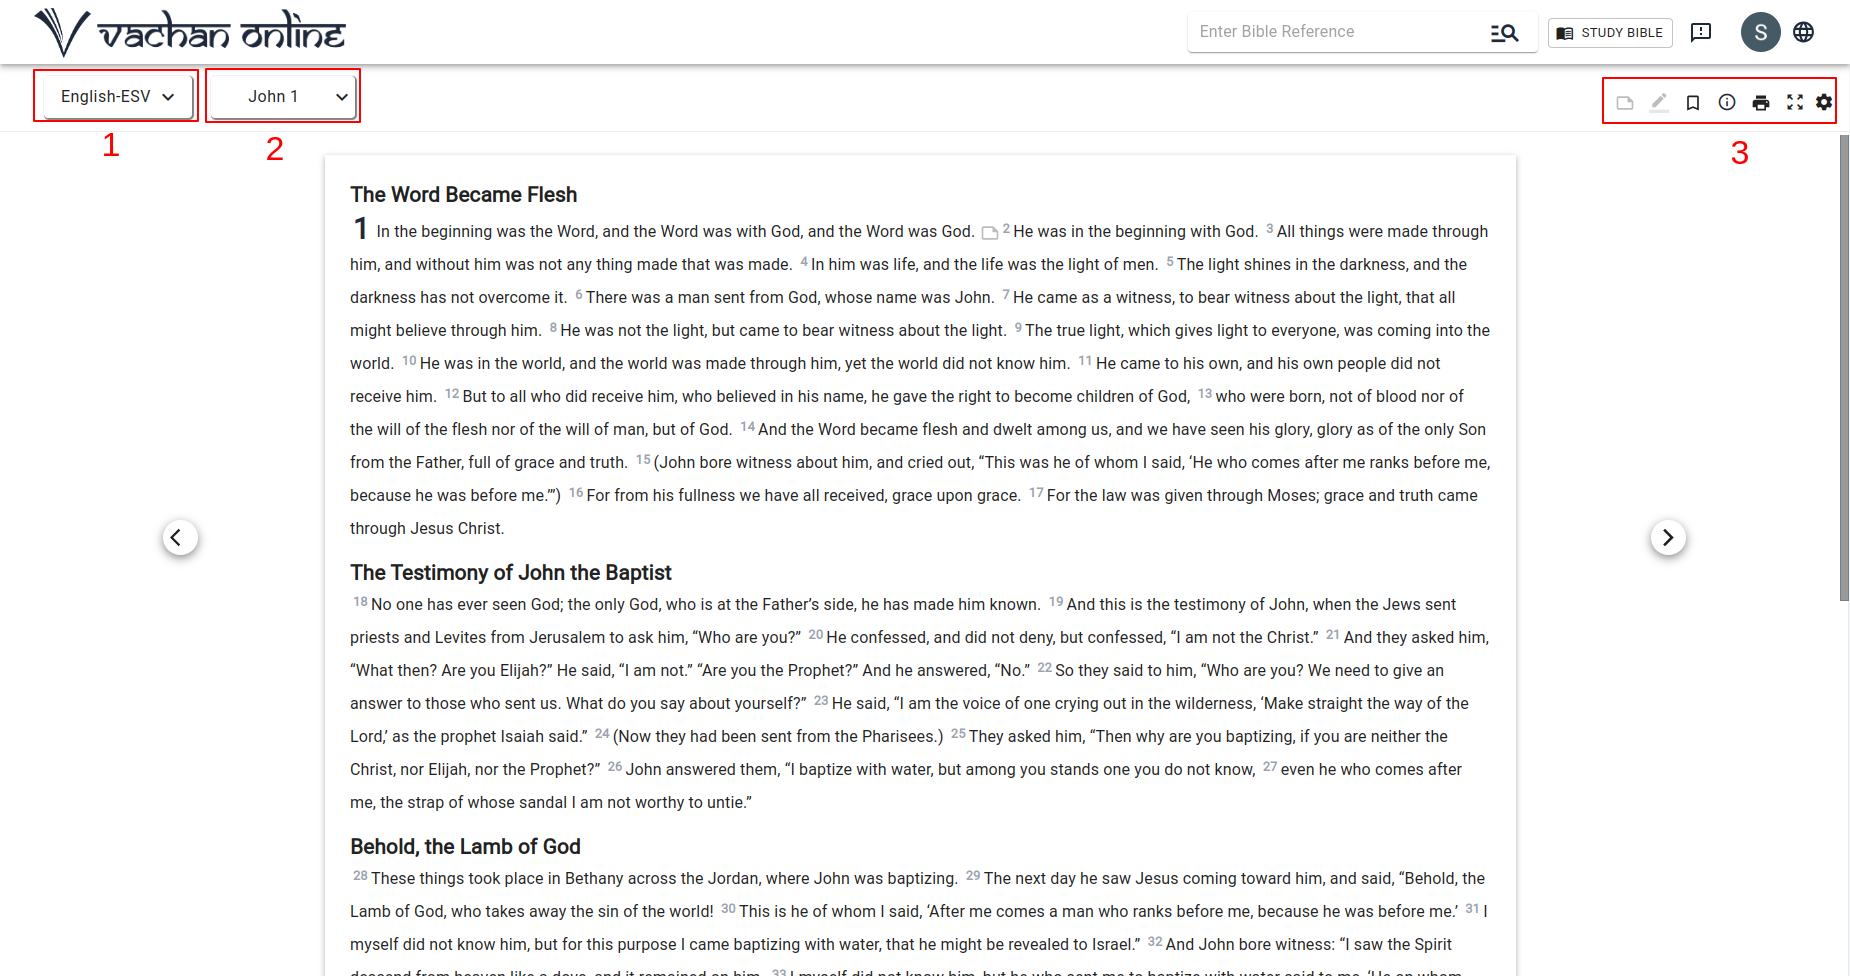 vachan online
Enter Bible Reference
STUDY BIBLE
S
English-ESV
John 1
1
2
3
The Word Became Flesh
1 In the beginning was the Word, and the Word was with God, and the Word was God. 2 He was in the beginning with God. 3 All things were made through
him, and without him was not any thing made that was made. 4 In him was life, and the life was the light of men. 5 The light shines in the darkness, and the
darkness has not overcome it. 6 There was a man sent from God, whose name was John. 7 He came as a witness, to bear witness about the light, that all
might believe through him. 8 He was not the light, but came to bear witness about the light. 9 The true light, which gives light to everyone, was coming into the
world. 10 He was in the world, and the world was made through him, yet the world did not know him. 11 He came to his own, and his own people did not
receive him. 12 But to all who did receive him, who believed in his name, he gave the right to become children of God, 13 who were born, not of blood nor of
the will of the flesh nor of the will of man, but of God. 14 And the Word became flesh and dwelt among us, and we have seen his glory, glory as of the only Son
from the Father, full of grace and truth. 15 (John bore witness about him, and cried out, “This was he of whom I said, ‘He who comes after me ranks before me,
because he was before me.’”) 16 For from his fullness we have all received, grace upon grace. 17 For the law was given through Moses; grace and truth came
through Jesus Christ.
The Testimony of John the Baptist
18 No one has ever seen God; the only God, who is at the Father’s side, he has made him known. 19 And this is the testimony of John, when the Jews sent
priests and Levites from Jerusalem to ask him, “Who are you?” 20 He confessed, and did not deny, but confessed, “I am not the Christ.” 21 And they asked him,
“What then? Are you Elijah?” He said, “I am not.” “Are you the Prophet?” And he answered, “No.” 22 So they said to him, “Who are you? We need to give an
answer to those who sent us. What do you say about yourself?” 23 He said, “I am the voice of one crying out in the wilderness, ‘Make straight the way of the
Lord,’ as the prophet Isaiah said.” 24 (Now they had been sent from the Pharisees.) 25 They asked him, “Then why are you baptizing, if you are neither the
Christ, nor Elijah, nor the Prophet?” 26 John answered them, “I baptize with water, but among you stands one you do not know, 27 even he who comes after
me, the strap of whose sandal I am not worthy to untie.”
Behold, the Lamb of God
28 These things took place in Bethany across the Jordan, where John was baptizing. 29 The next day he saw Jesus coming toward him, and said, “Behold, the
Lamb of God, who takes away the sin of the world! 30 This is he of whom I said, ‘After me comes a man who ranks before me, because he was before me.’ 31 I
myself did not know him, but for this purpose I came baptizing with water, that he might be revealed to Israel.” 32 And John bore witness: “I saw the Spirit
descend from heaven like a dove, and it remained on him. 33 I myself did not know him, but he who sent me to baptize with water said to me, ‘He on whom